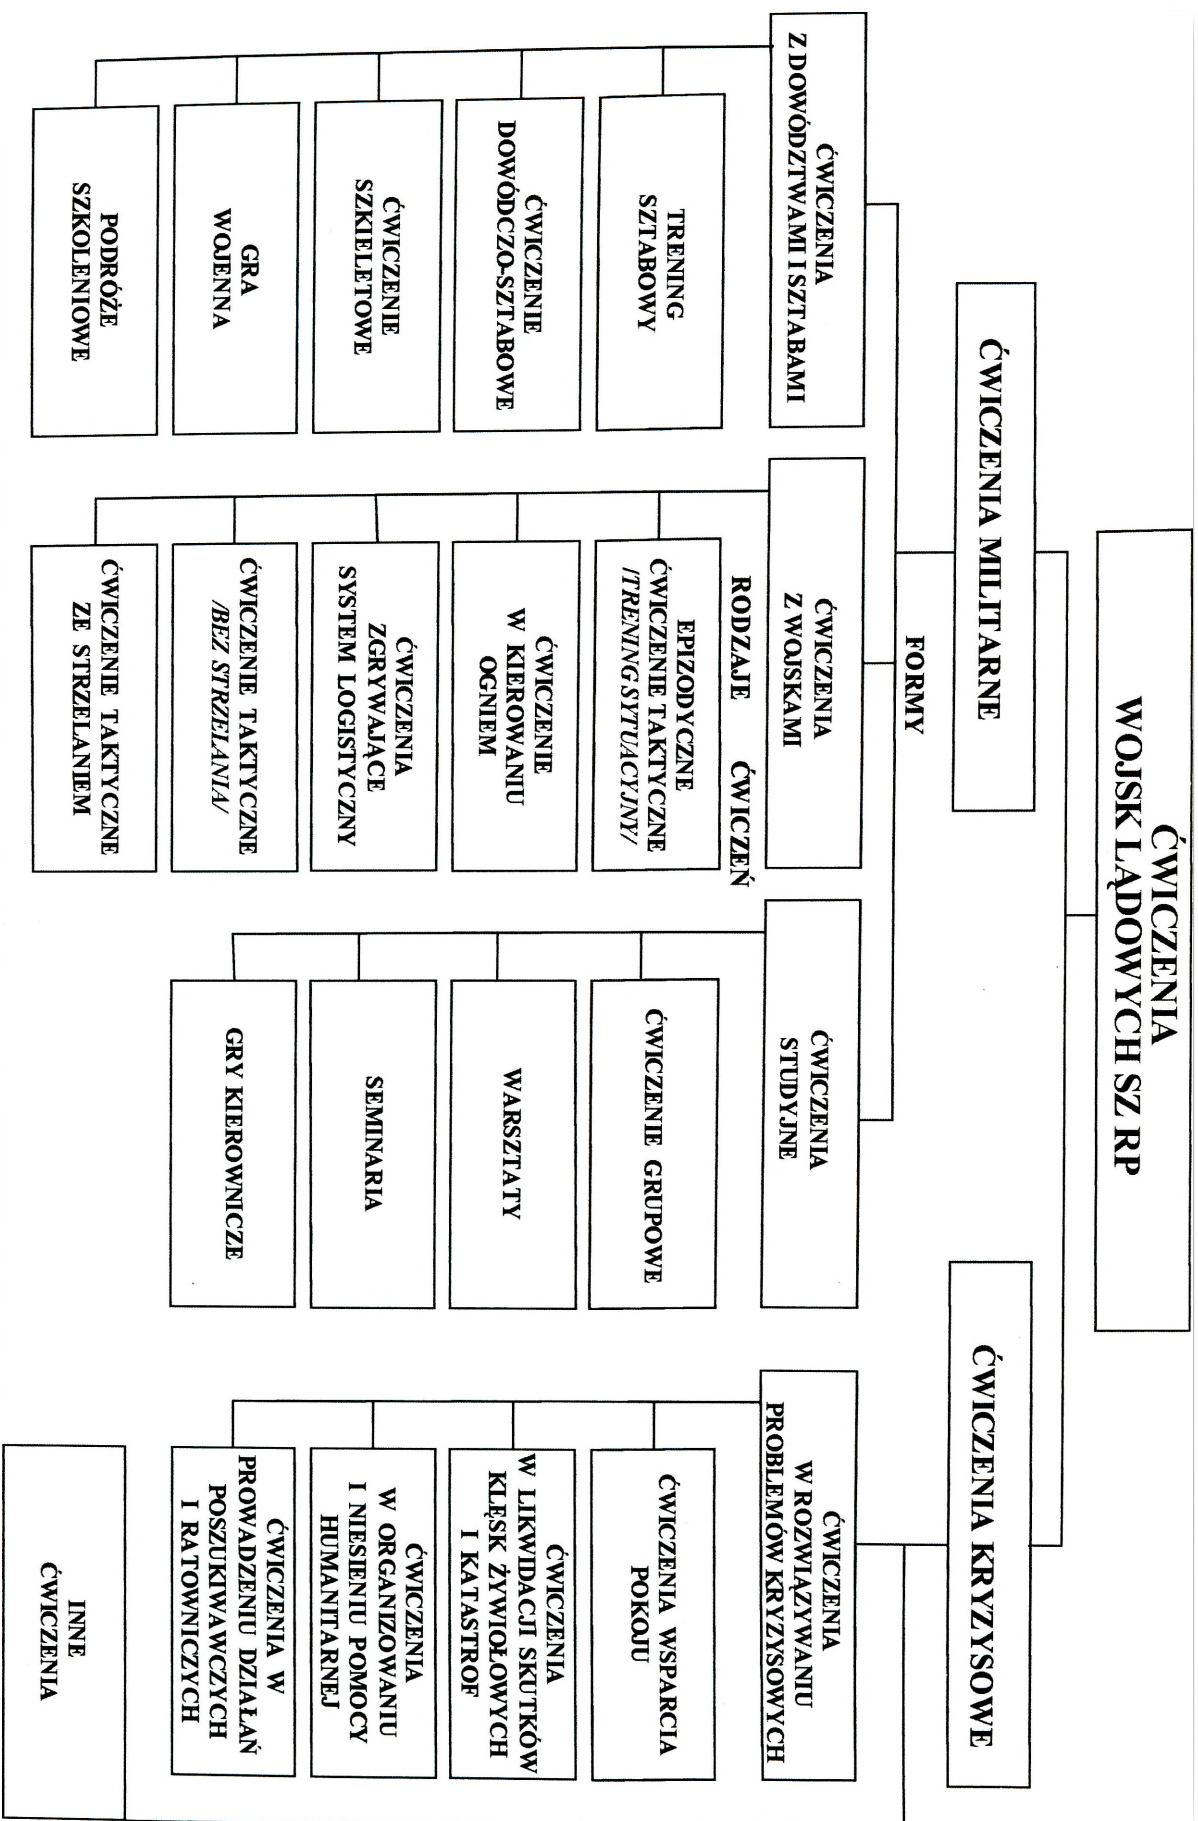 ĆWICZENIA
WOJSK LĄDOWYCH SZ RP
ĆWICZENIA MILITARNE
ĆWICZENIA KRYZYSOWE
FORMY
ĆWICZENIA
Z DOWÓDZTWAMI I SZTABAMI
ĆWICZENIA
Z WOJSKAMI
ĆWICZENIA
STUDYJNE
ĆWICZENIA
W ROZWIĄZYWANIU
PROBLEMÓW KRYZYSOWYCH
RODZAJE ĆWICZEŃ
TRENING
SZTABOWY
ĆWICZENIE
DOWÓDCZO-SZTABOWE
ĆWICZENIE
SZKIELETOWE
GRA
WOJENNA
PODRÓŻE
SZKOLENIOWE
EPIZODYCZNE
ĆWICZENIE TAKTYCZNE
/TRENING SYTUACYJNY/
ĆWICZENIE
W KIEROWANIU
OGNIEM
ĆWICZENIA
ZGRYWAJĄCE
SYSTEM LOGISTYCZNY
ĆWICZENIE TAKTYCZNE
/BEZ STRZELANIA/
ĆWICZENIE TAKTYCZNE
ZE STRZELANIEM
ĆWICZENIE GRUPOWE
WARSZTATY
SEMINARIA
GRY KIEROWNICZE
ĆWICZENIA WSPARCIA
POKOJU
ĆWICZENIA
W LIKWIDACJI SKUTKÓW
KLĘSK ŻYWIOŁOWYCH
I KATASTROF
ĆWICZENIA
W ORGANIZOWANIU
I NIESIENIU POMOCY
HUMANITARNEJ
ĆWICZENIA W
PROWADZENIU DZIAŁAŃ
POSZUKIWAWCZYCH
I RATOWNICZYCH
INNE
ĆWICZENIA